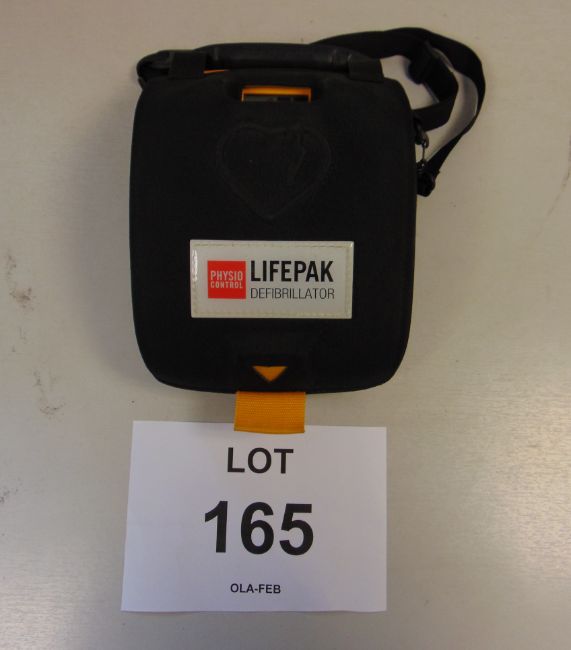 PHYSIO
CONTROL
LIFEPAK
DEFIBRILLATOR
LOT
165
OLA-FEB